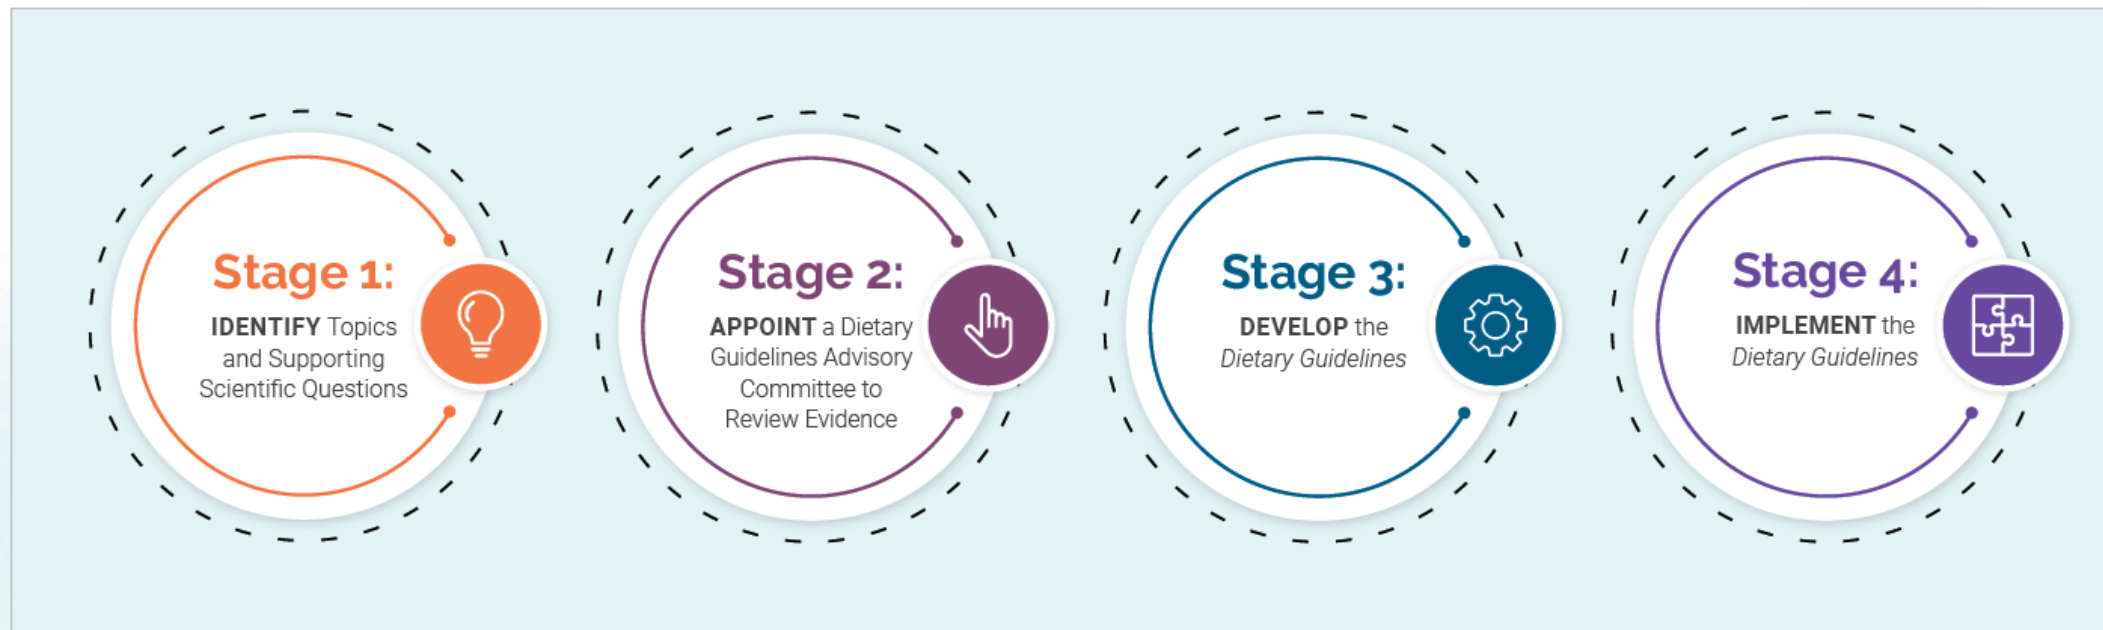 Stage 1:
IDENTIFY Topics
and Supporting
Scientific Questions
Stage 2:
APPOINT a Dietary
Guidelines Advisory
Committee to
Review Evidence
Stage 3:
DEVELOP the
Dietary Guidelines
Stage 4:
IMPLEMENT the
Dietary Guidelines